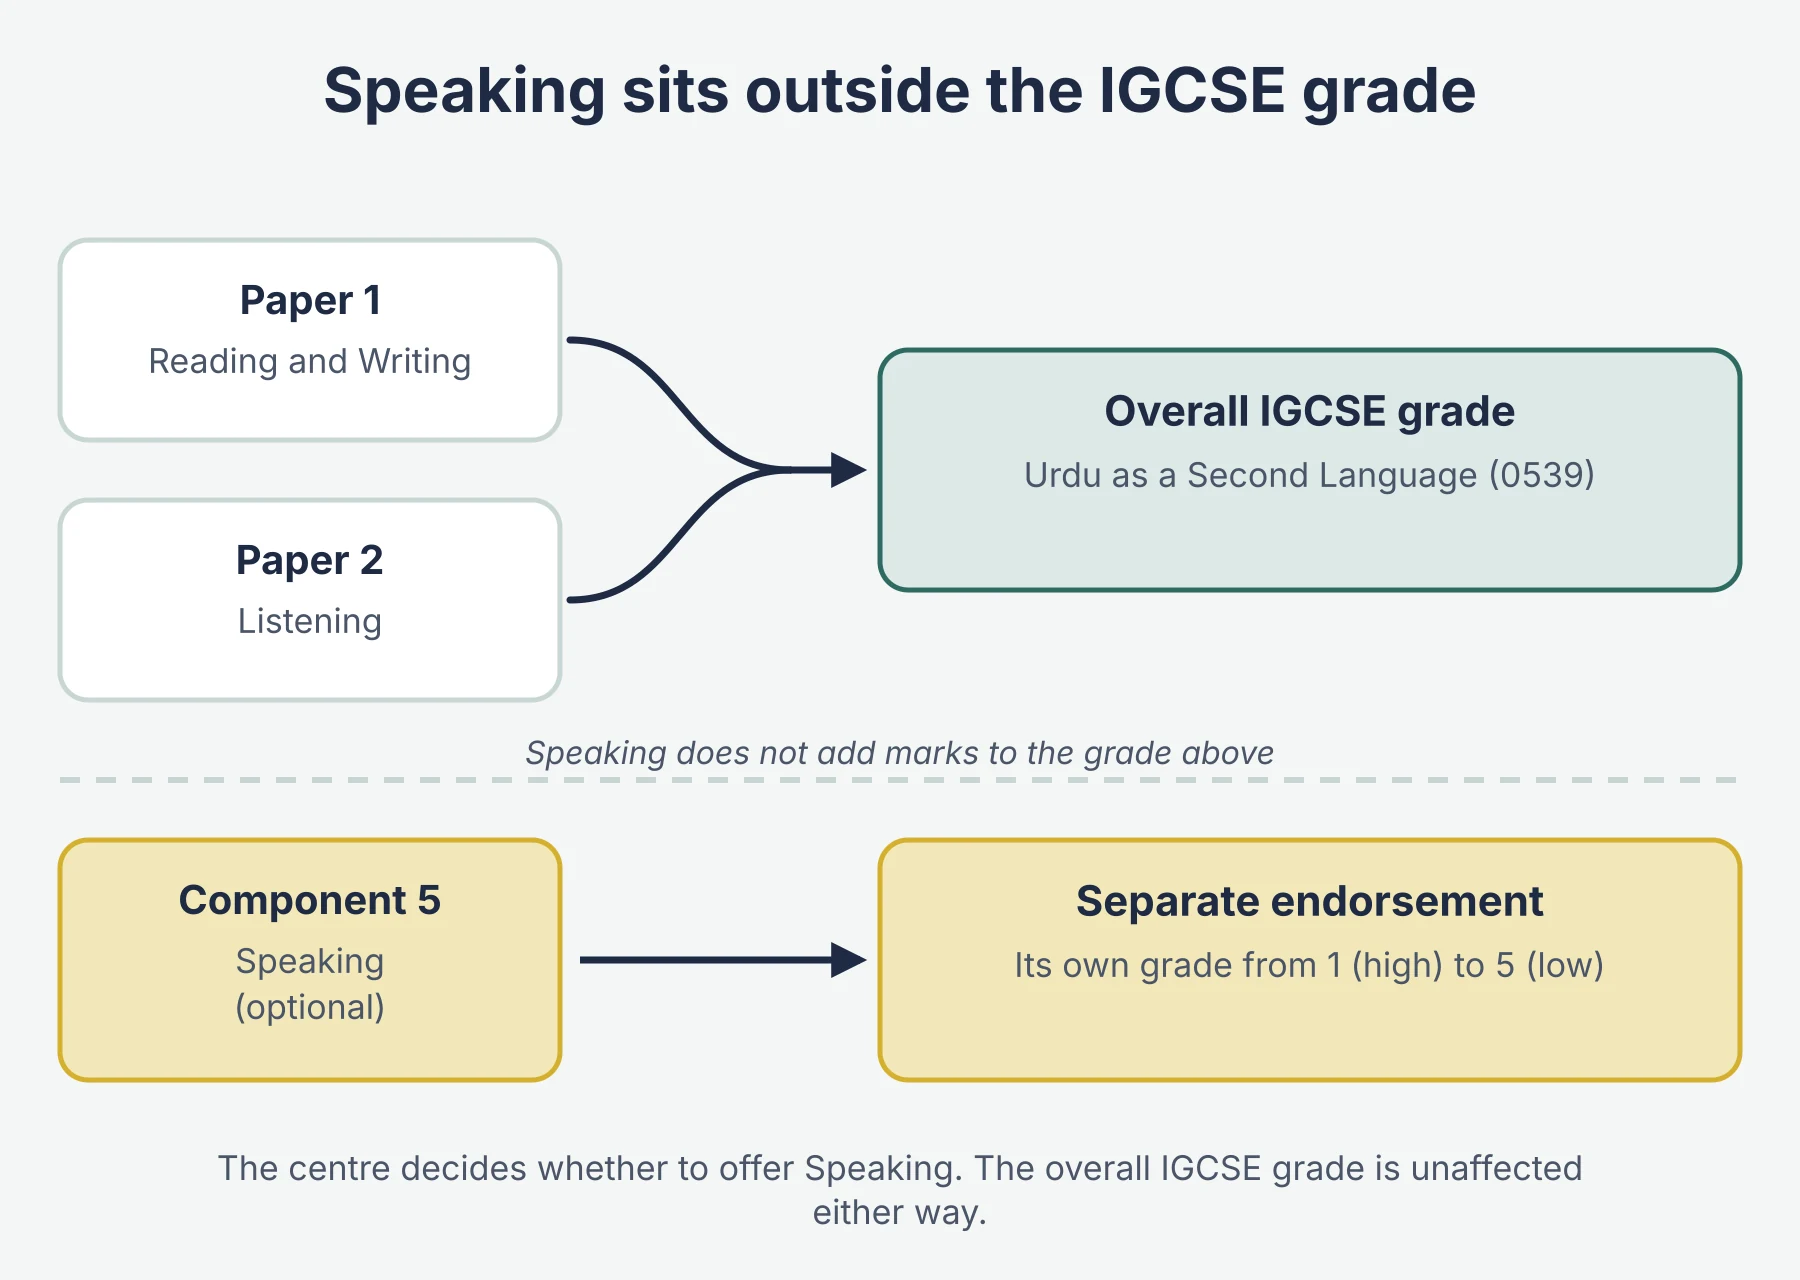 Speaking sits outside the IGCSE grade
Paper 1
Reading and Writing
Paper 2
Listening
Overall IGCSE grade
Urdu as a Second Language (0539)
Speaking does not add marks to the grade above
Component 5
Speaking
(optional)
Separate endorsement
Its own grade from 1 (high) to 5 (low)
The centre decides whether to offer Speaking. The overall IGCSE grade is unaffected
either way.